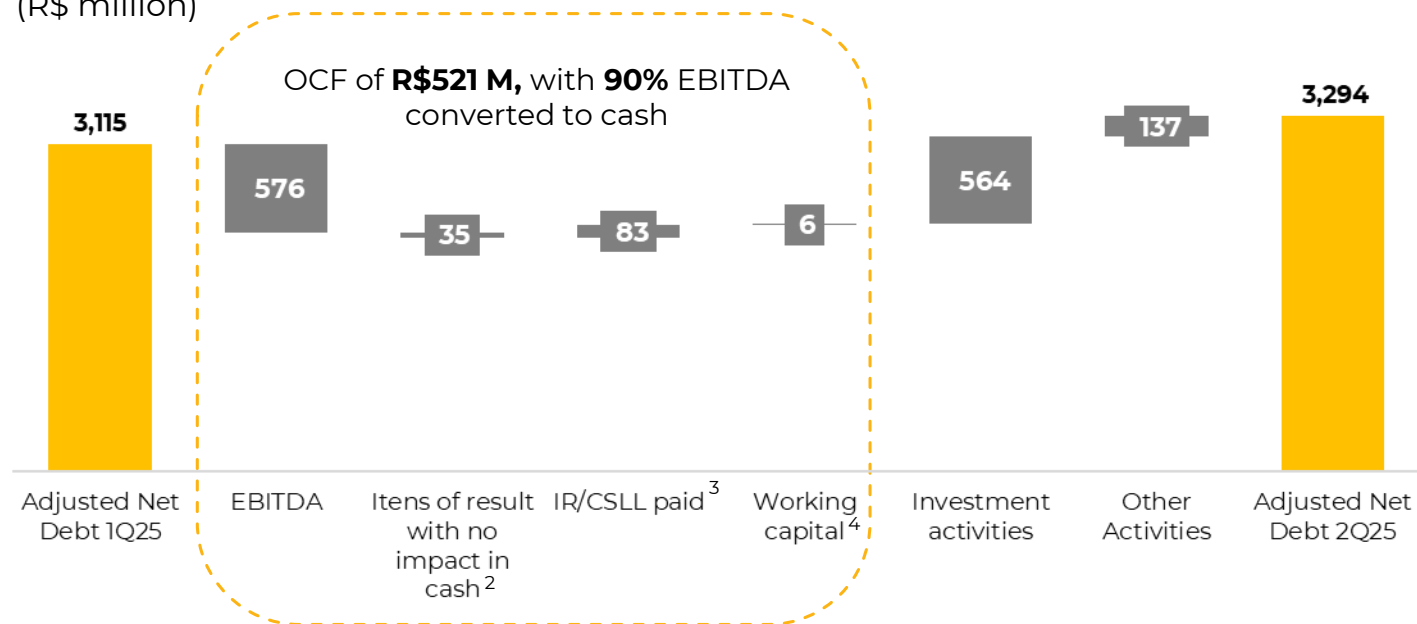 (R$ million)
OCF of R$521 M, with 90% EBITDA
converted to cash
3,115
576
35
83
6
564
137
3,294
Adjusted Net
Debt 1Q25
EBITDA
Itens of result
with no
impact in
cash 2
IR/CSLL paid 3
Working
capital 4
Investment
activities
Other
Activities
Adjusted Net
Debt 2Q25